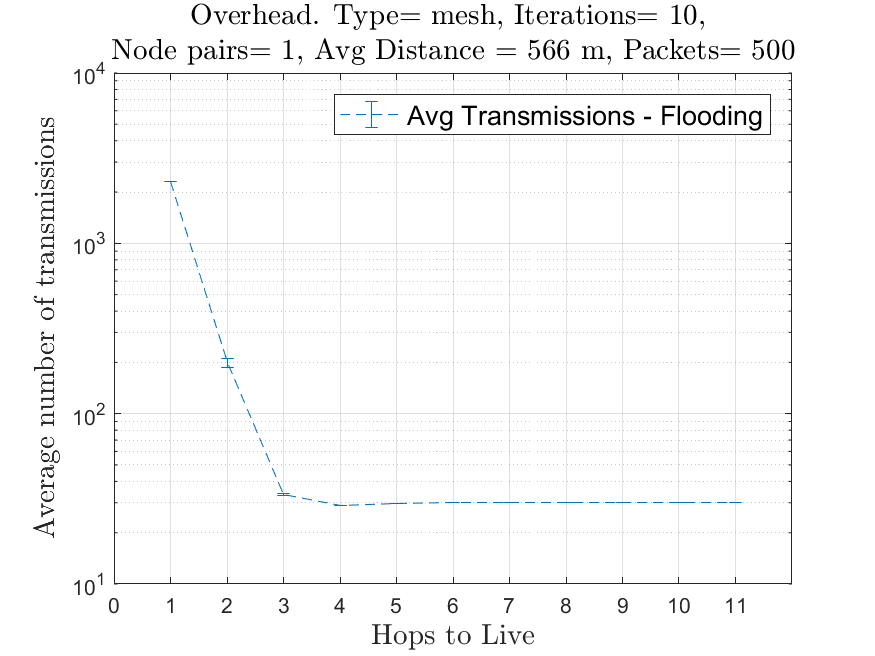 Overhead. Type= mesh, Iterations= 10,
Node pairs= 1, Avg Distance = 566 m, Packets= 500
Avg Transmissions - Flooding
Average number of transmissions
10^4
10^3
10^2
10^1
0 1 2 3 4 5 6 7 8 9 10 11
Hops to Live